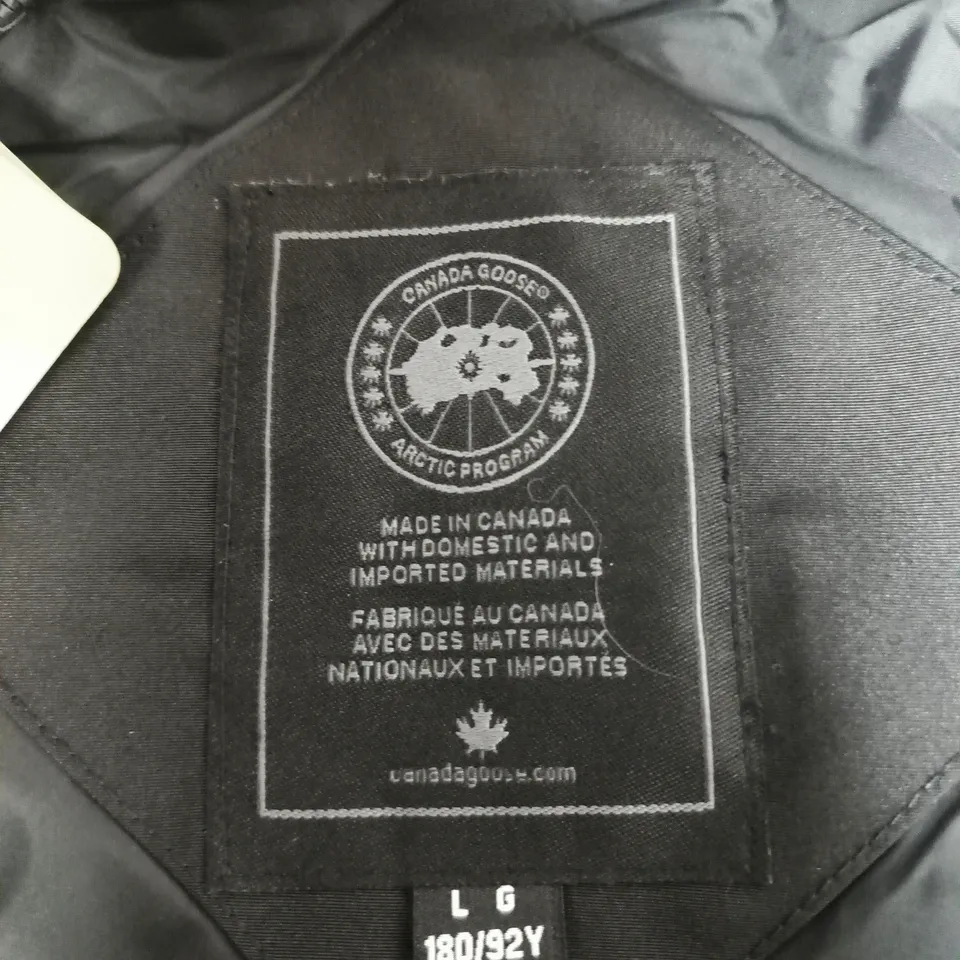 CANADA GOOSE®
ARCTIC PROGRAM
MADE IN CANADA
WITH DOMESTIC AND
IMPORTED MATERIALS
FABRIQUÉ AU CANADA
AVEC DES MATERIAUX
NATIONAUX ET IMPORTÉS
canadagoose.com
L G
180/92Y